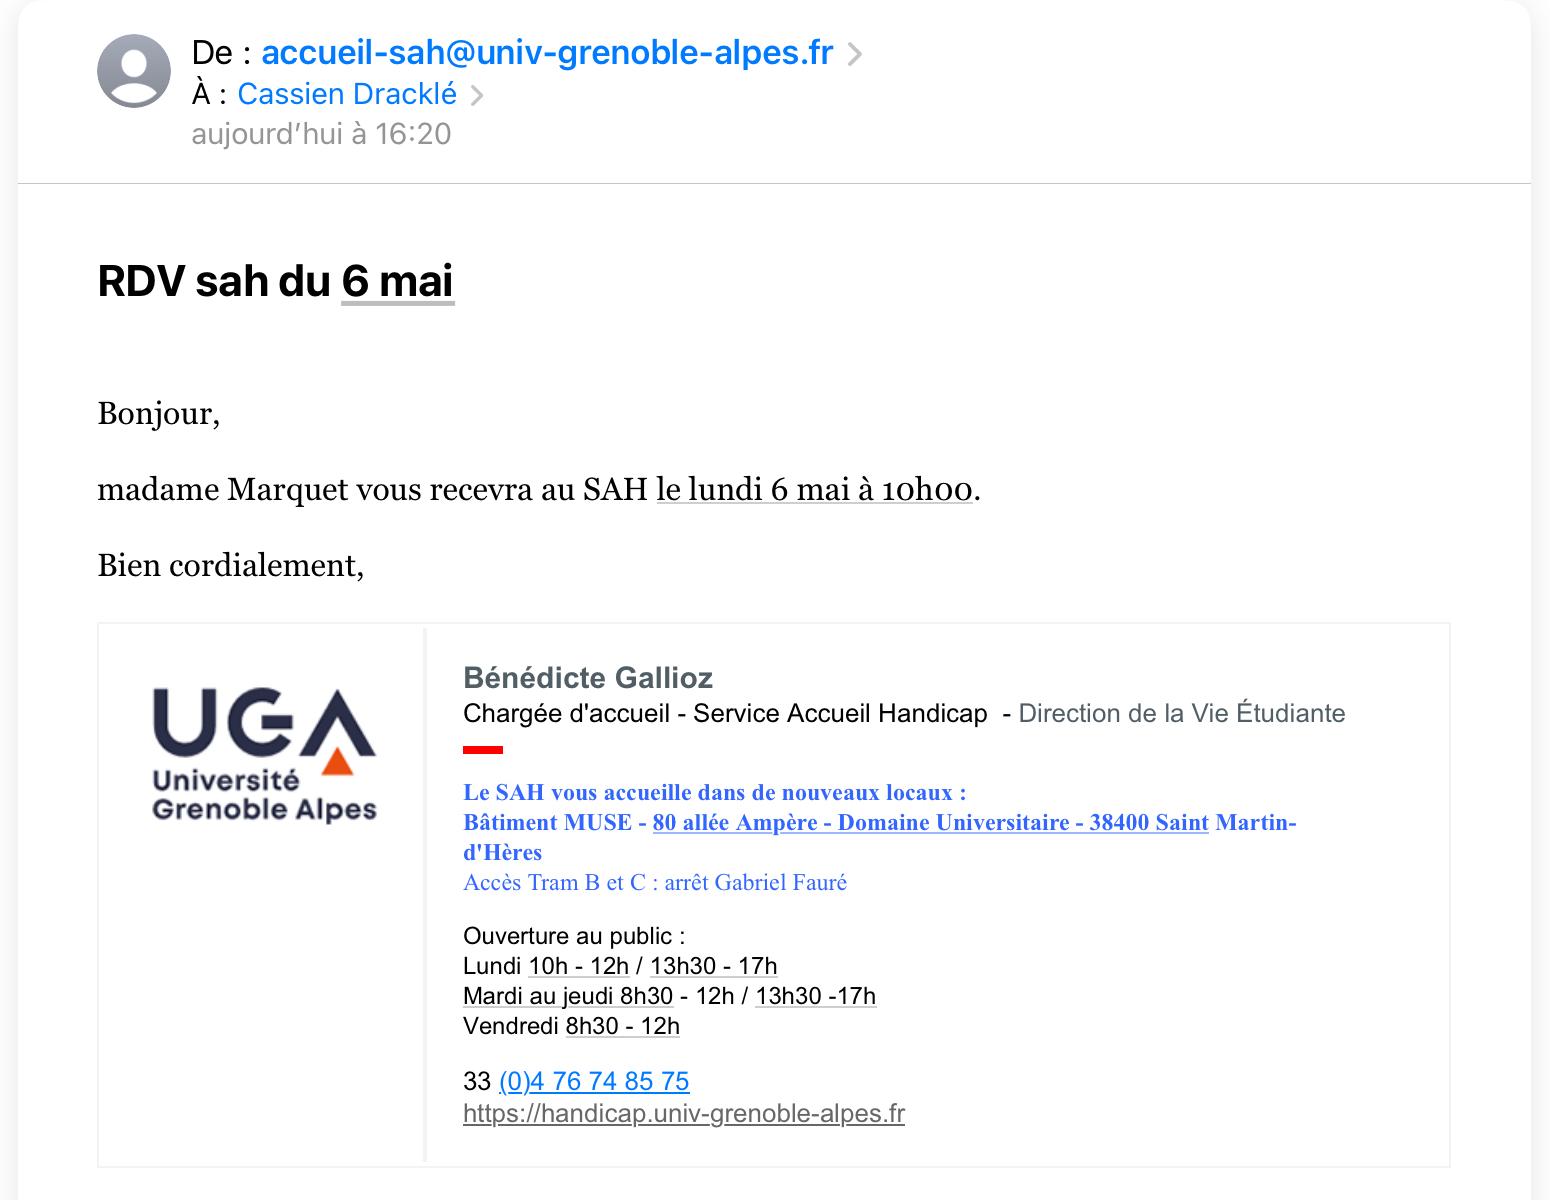 De : accueil-sah@univ-grenoble-alpes.fr
À : Cassien Dracklé
aujourd’hui à 16:20
RDV sah du 6 mai
Bonjour,
madame Marquet vous recevra au SAH le lundi 6 mai à 10h00.
Bien cordialement,
UGA
Université
Grenoble Alpes
Bénédicte Gallioz
Chargée d'accueil - Service Accueil Handicap - Direction de la Vie Étudiante
Le SAH vous accueille dans de nouveaux locaux :
Bâtiment MUSE - 80 allée Ampère - Domaine Universitaire - 38400 Saint Martin-
d'Hères
Accès Tram B et C : arrêt Gabriel Fauré
Ouverture au public :
Lundi 10h - 12h / 13h30 - 17h
Mardi au jeudi 8h30 - 12h / 13h30 -17h
Vendredi 8h30 - 12h
33 (0)4 76 74 85 75
https://handicap.univ-grenoble-alpes.fr